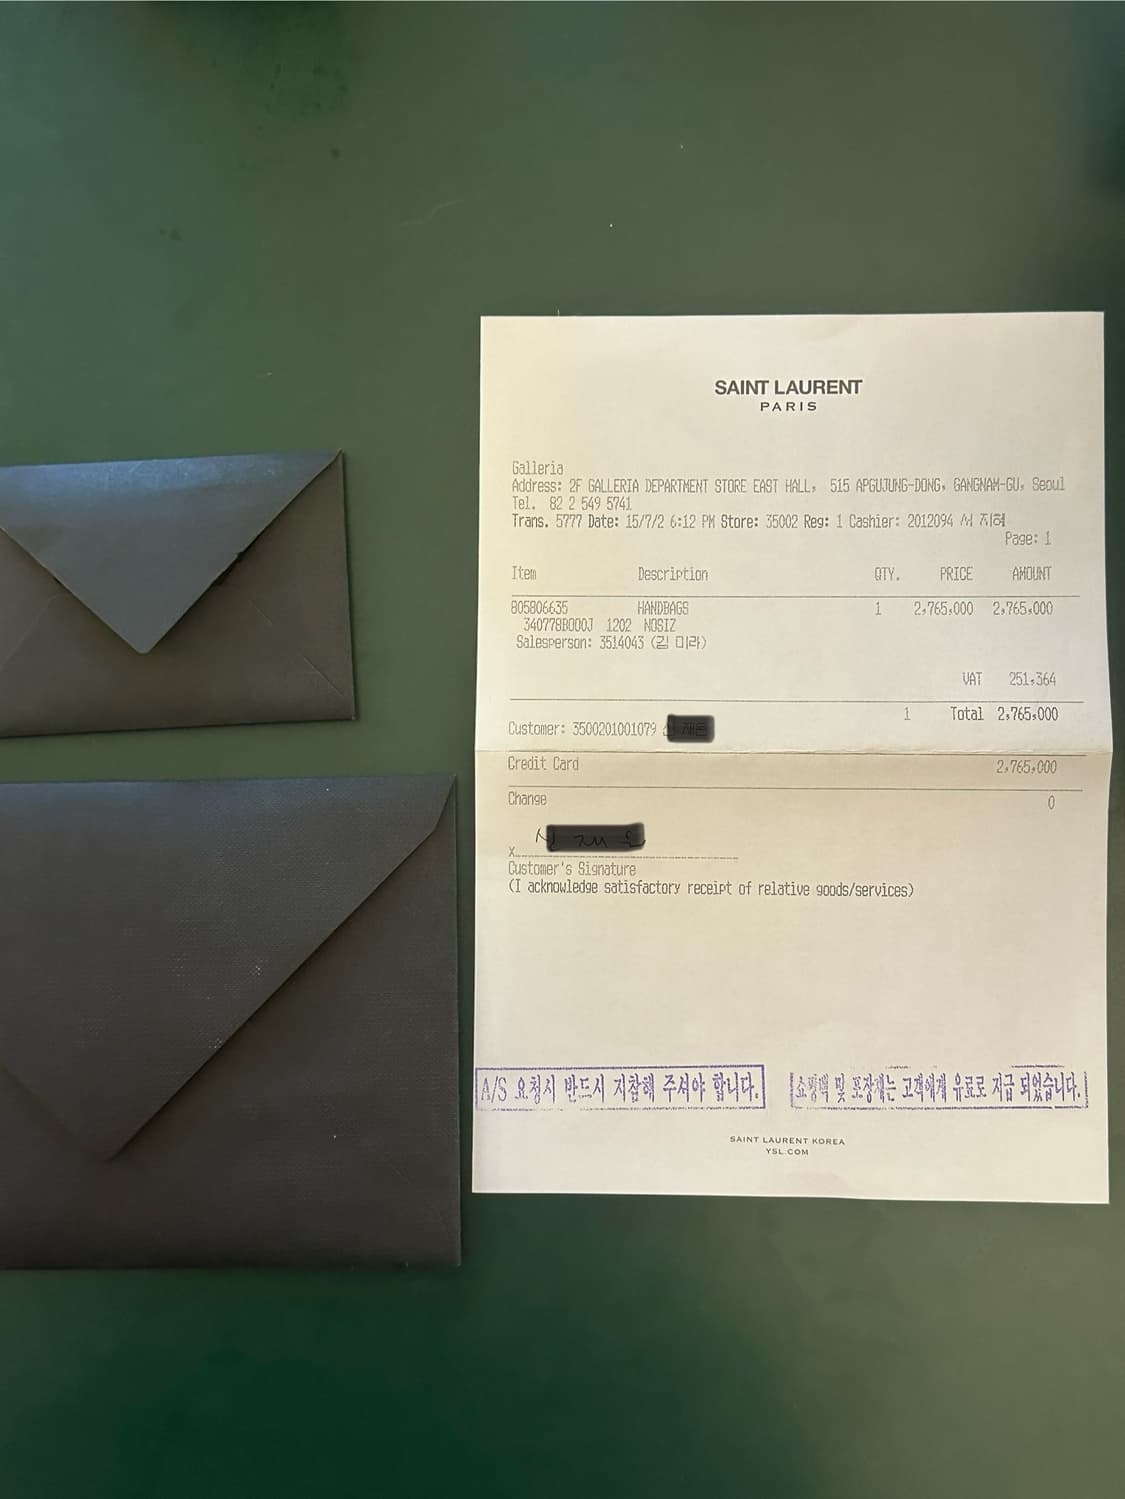 SAINT LAURENT
PARIS
Galleria
Address: 2F GALLERIA DEPARTMENT STORE EAST HALL, 515 APGUJUNG-DONG, GANGNAM-GU, Seoul
Tel. 82 2 549 5741
Trans. 5777 Date: 15/7/2 6:12 PM Store: 35002 Reg: 1 Cashier: 2012094 서 지혜
Page: 1
Item Description QTY. PRICE AMOUNT
805806635 HANDBAGS 1 2,765,000 2,765,000
340778B000J 1202 NOSIZ
Salesperson: 3514043 (김 미라)
VAT 251,364
1 Total 2,765,000
Customer: 3500201001079
Credit Card 2,765,000
Change 0
X
Customer's Signature
(I acknowledge satisfactory receipt of relative goods/services)
A/S 요청시 반드시 지참해 주셔야 합니다. 쇼핑백 및 포장재는 고객에게 유료로 지급 되었습니다.
SAINT LAURENT KOREA
YSL.COM